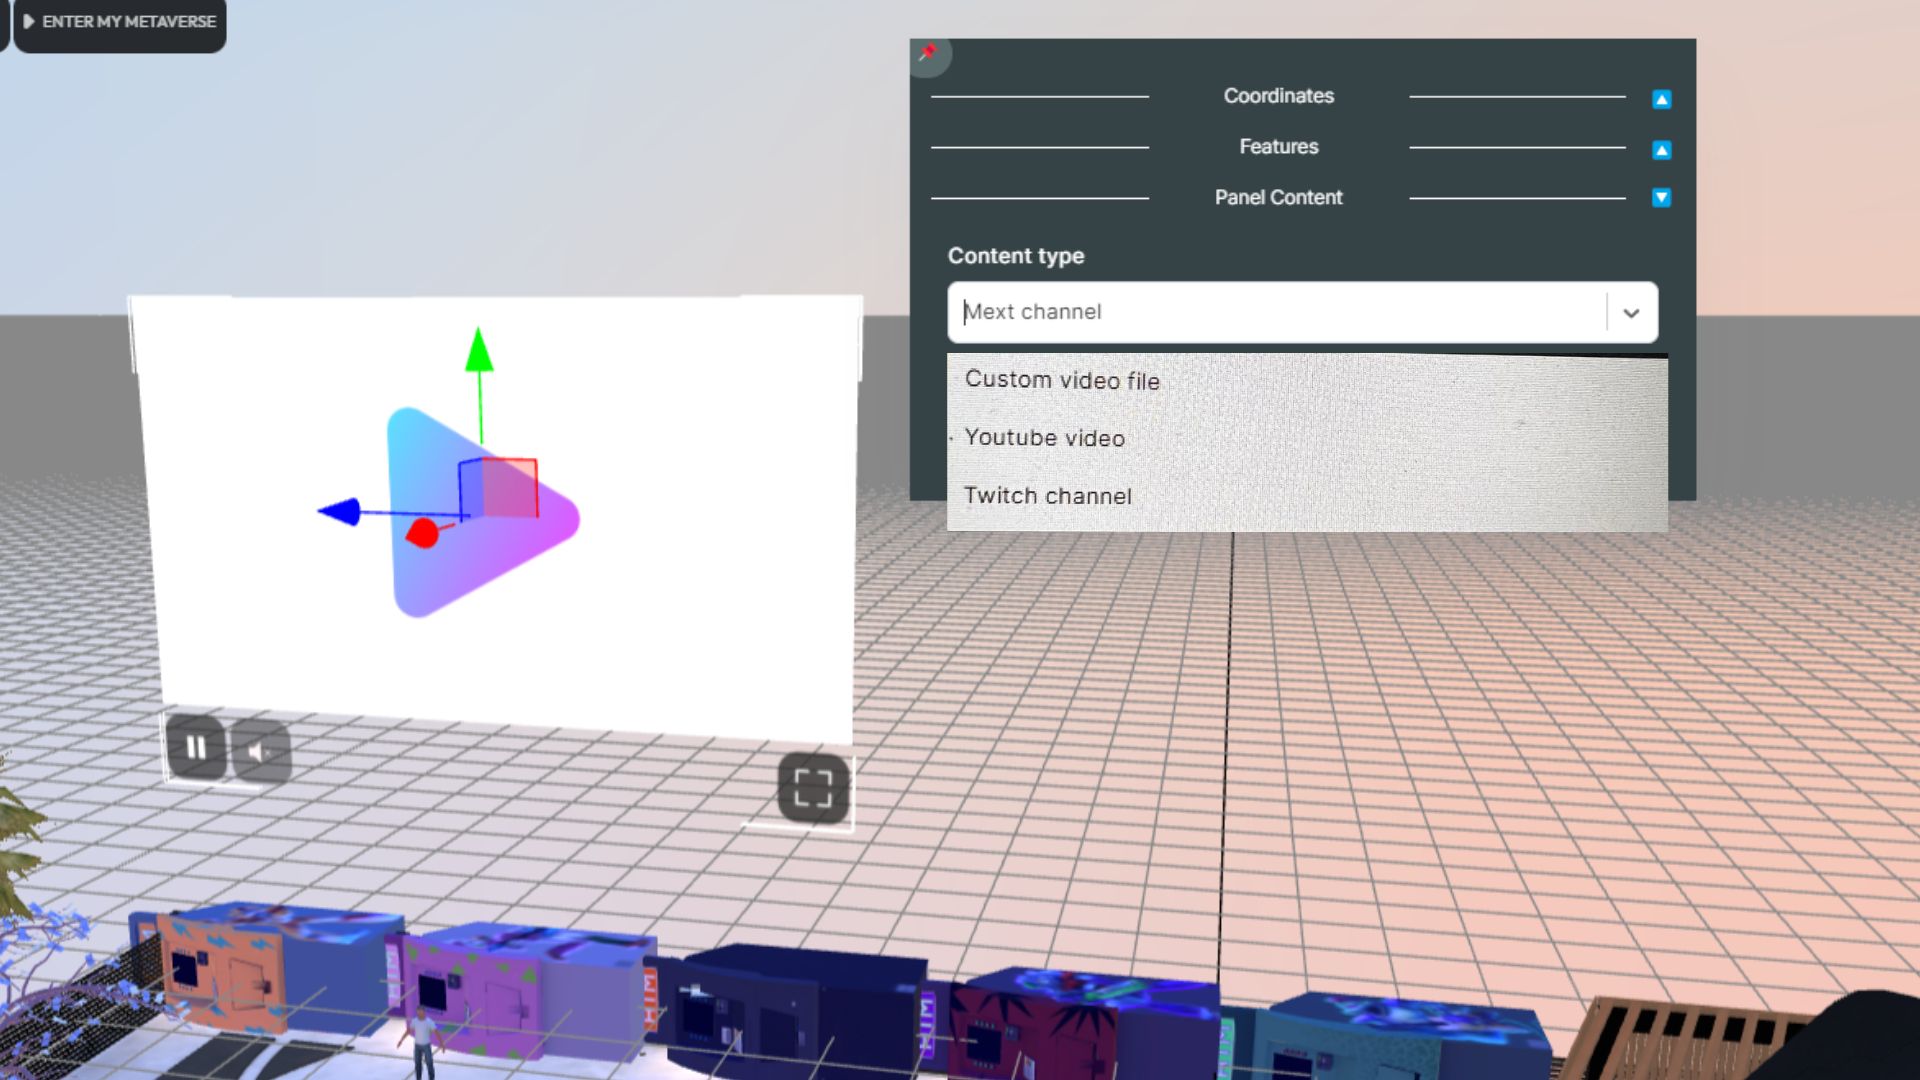 ENTER MY METAVERSE
Coordinates
Features
Panel Content
Content type
Mext channel
Custom video file
Youtube video
Twitch channel